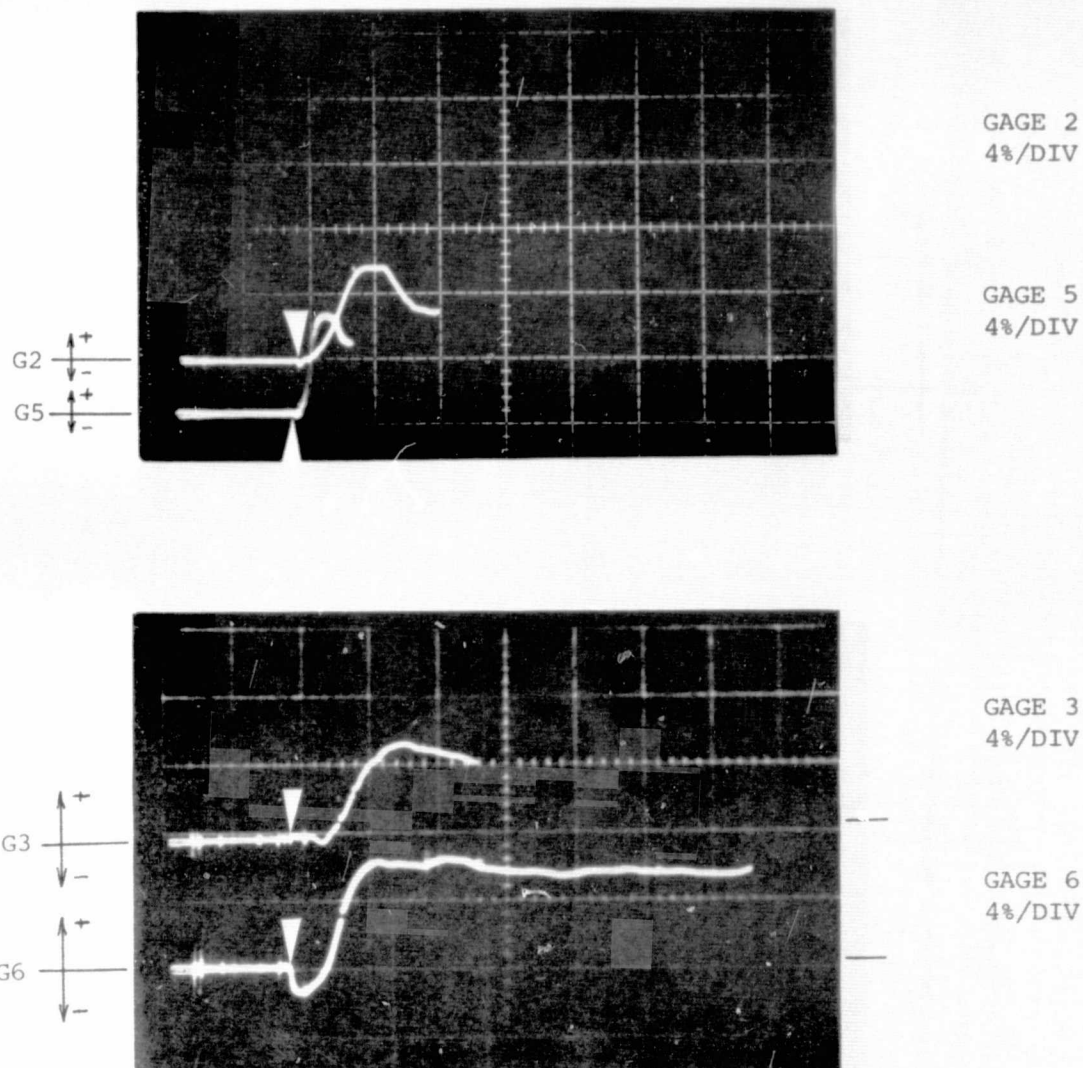 GAGE 2
4%/DIV
GAGE 5
4%/DIV
+
G2
-
+
G5
-
GAGE 3
4%/DIV
+
G3
-
GAGE 6
4%/DIV
+
G6
-